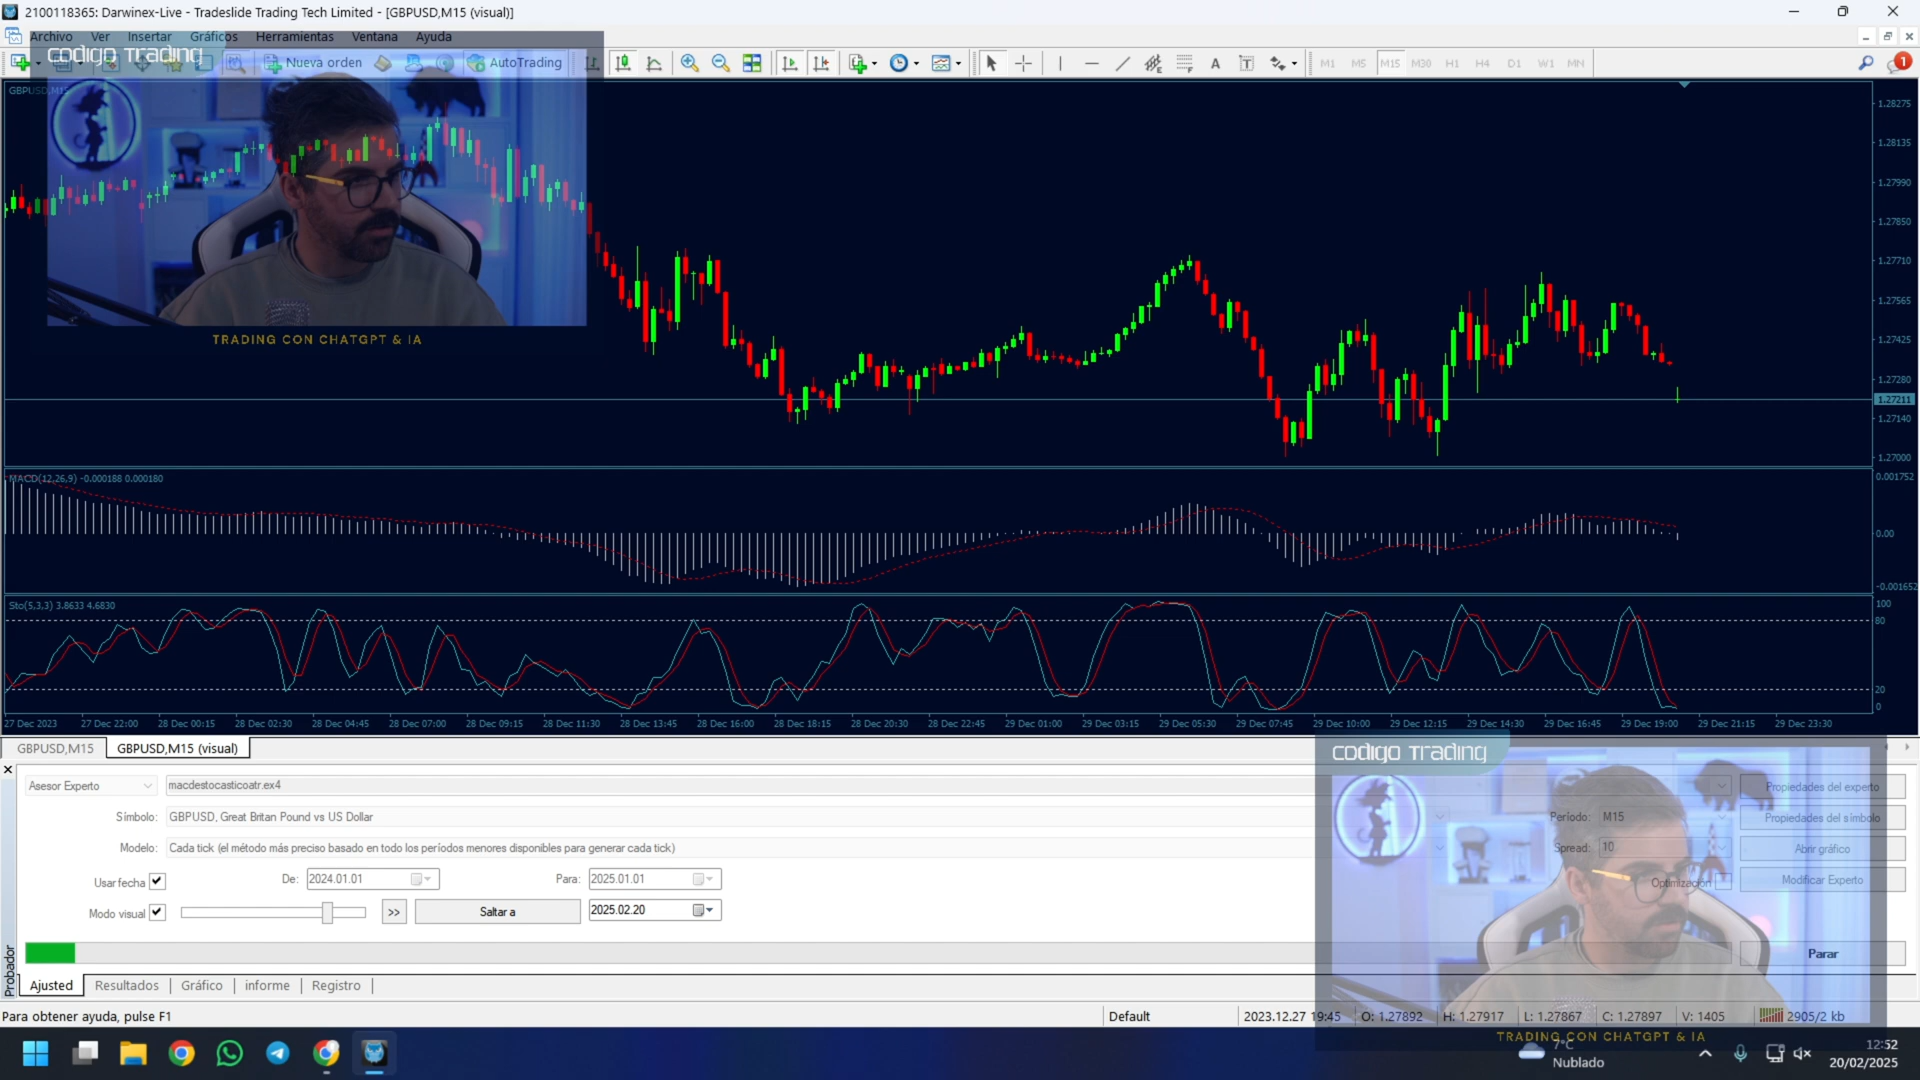 2100118365: Darwinex-Live - Tradeslide Trading Tech Limited - [GBPUSD,M15 (visual)]
Archivo Ver Insertar Gráficos Herramientas Ventana Ayuda
codigo Trading
Nueva orden AutoTrading A T M1 M5 M15 M30 H1 H4 D1 W1 MN 1
GBPUSD,M15
1.28275
1.28135
1.27990
1.27850
1.27710
1.27565
1.27425
1.27280
1.27211
1.27140
1.27000
TRADING CON CHATGPT & IA
MACD(12,26,9) -0.000188 0.000180
0.001752
0.00
-0.001652
Sto(5,3,3) 3.8633 4.6830
100
80
20
0
27 Dec 2023 27 Dec 22:00 28 Dec 00:15 28 Dec 02:30 28 Dec 04:45 28 Dec 07:00 28 Dec 09:15 28 Dec 11:30 28 Dec 13:45 28 Dec 16:00 28 Dec 18:15 28 Dec 20:30 28 Dec 22:45 29 Dec 01:00 29 Dec 03:15 29 Dec 05:30 29 Dec 07:45 29 Dec 10:00 29 Dec 12:15 29 Dec 14:30 29 Dec 16:45 29 Dec 19:00 29 Dec 21:15 29 Dec 23:30
GBPUSD,M15 GBPUSD,M15 (visual)
codigo Trading
Asesor Experto macdestocasticoatr.ex4 Propiedades del experto
Símbolo: GBPUSD, Great Britan Pound vs US Dollar Período: M15 Propiedades del símbolo
Modelo: Cada tick (el método más preciso basado en todo los períodos menores disponibles para generar cada tick) Spread: 10 Abrir gráfico
Usar fecha De: 2024.01.01 Para: 2025.01.01 Optimización Modificar Experto
Modo visual >> Saltar a 2025.02.20
Parar
Probador
Ajusted Resultados Gráfico informe Registro
Para obtener ayuda, pulse F1 Default 2023.12.27 19:45 O: 1.27892 H: 1.27917 L: 1.27867 C: 1.27897 V: 1405 2905/2 kb
TRADING CON CHATGPT & IA
7°C
Nublado
12:52
20/02/2025